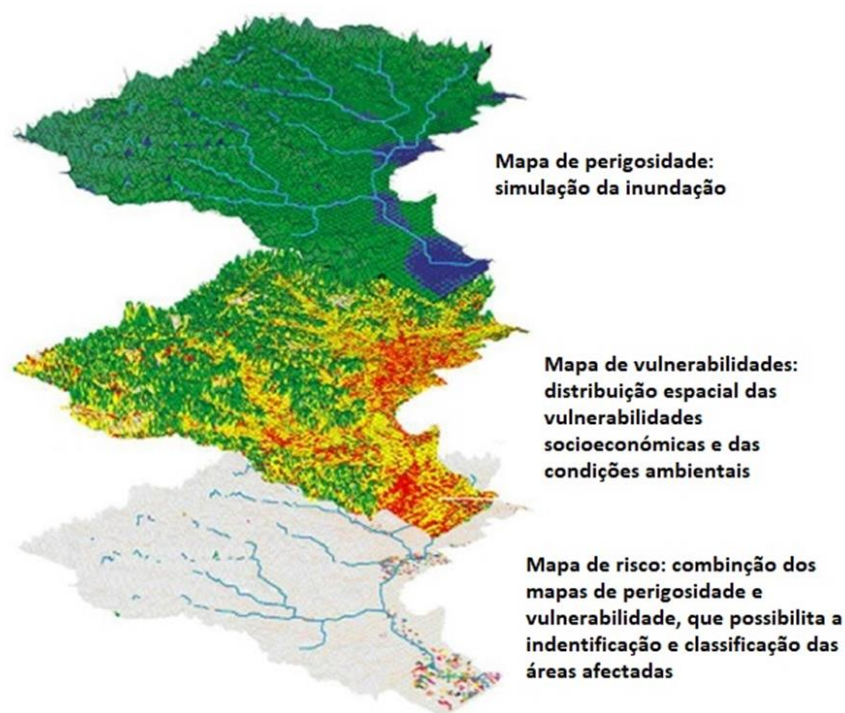 Mapa de perigosidade:
simulação da inundação
Mapa de vulnerabilidades:
distribuição espacial das
vulnerabilidades
socioeconómicas e das
condições ambientais
Mapa de risco: combinção dos
mapas de perigosidade e
vulnerabilidade, que possibilita a
indentificação e classificação das
áreas afectadas